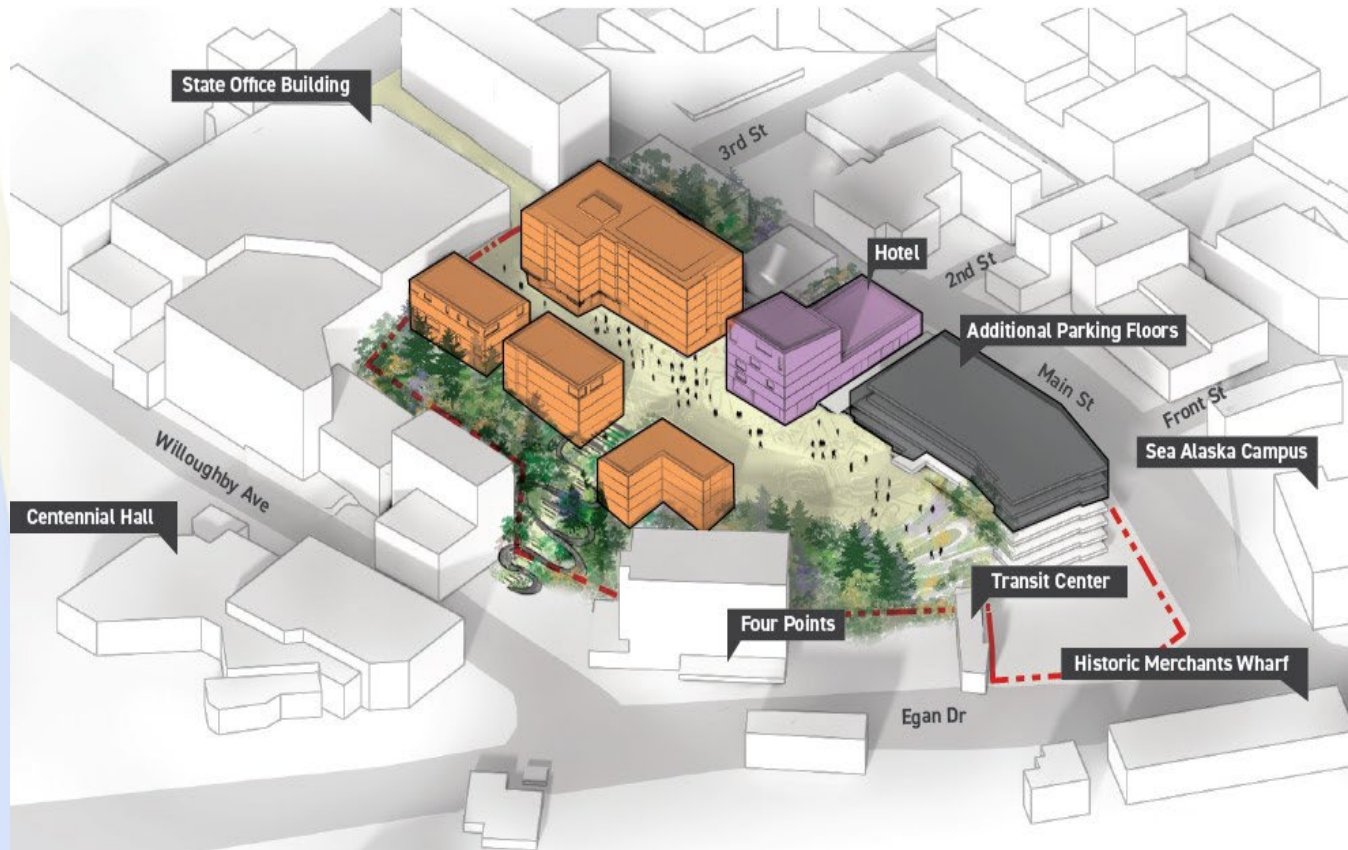 State Office Building
3rd St
Hotel
2nd St
Additional Parking Floors
Main St
Front St
Sea Alaska Campus
Willoughby Ave
Centennial Hall
Transit Center
Four Points
Historic Merchants Wharf
Egan Dr